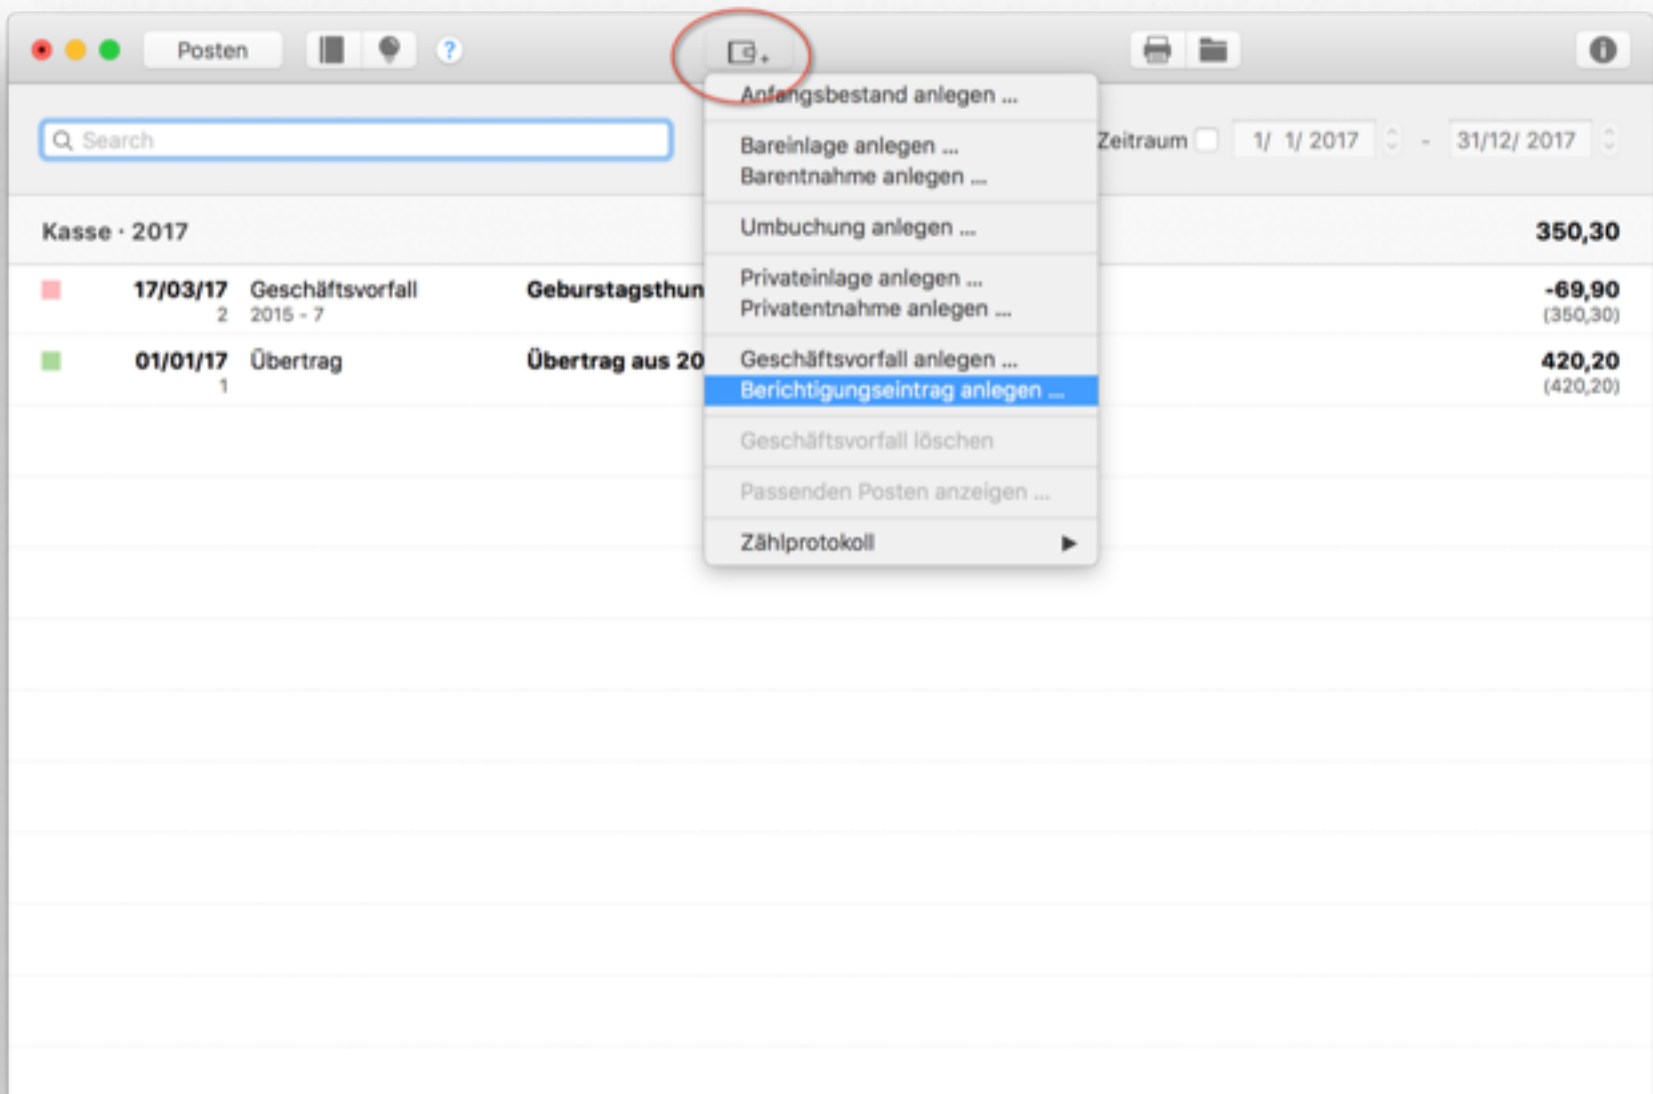 Posten
?
Anfangsbestand anlegen ...
Search
Bareinlage anlegen ...
Barentnahme anlegen ...
Zeitraum 1/ 1/ 2017 - 31/12/ 2017
Umbuchung anlegen ...
Kasse · 2017 350,30
Privateinlage anlegen ...
Privatentnahme anlegen ...
17/03/17 Geschäftsvorfall Geburstagsthun -69,90
2 2015 - 7 (350,30)
Geschäftsvorfall anlegen ...
01/01/17 Übertrag Übertrag aus 20 420,20
1 (420,20)
Berichtigungseintrag anlegen ...
Geschäftsvorfall löschen
Passenden Posten anzeigen ...
Zählprotokoll